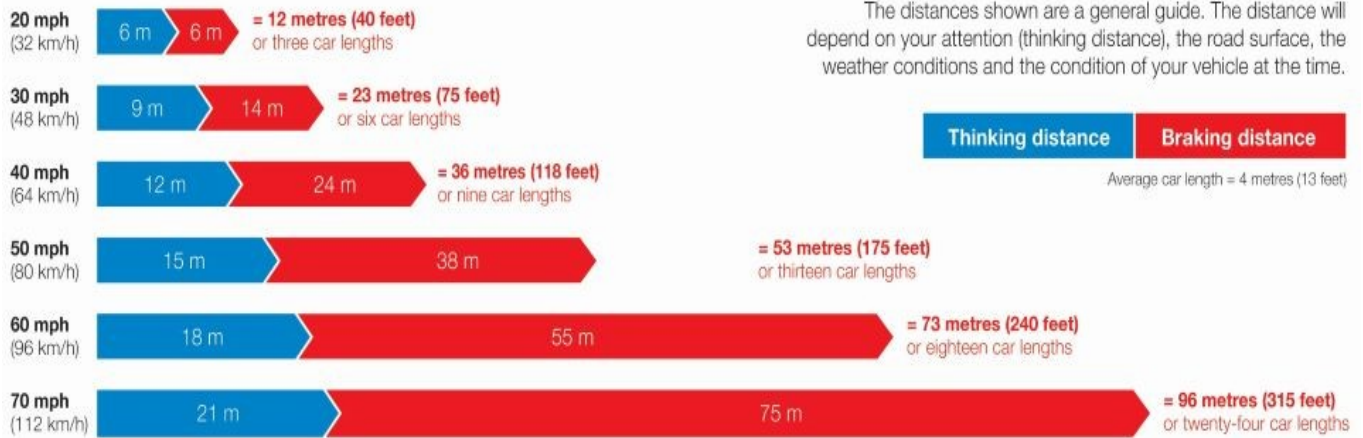 The distances shown are a general guide. The distance will
depend on your attention (thinking distance), the road surface, the
weather conditions and the condition of your vehicle at the time.
Thinking distance Braking distance
Average car length = 4 metres (13 feet)
20 mph
(32 km/h)
6 m 6 m
= 12 metres (40 feet)
or three car lengths
30 mph
(48 km/h)
9 m 14 m
= 23 metres (75 feet)
or six car lengths
40 mph
(64 km/h)
12 m 24 m
= 36 metres (118 feet)
or nine car lengths
50 mph
(80 km/h)
15 m 38 m
= 53 metres (175 feet)
or thirteen car lengths
60 mph
(96 km/h)
18 m 55 m
= 73 metres (240 feet)
or eighteen car lengths
70 mph
(112 km/h)
21 m 75 m
= 96 metres (315 feet)
or twenty-four car lengths